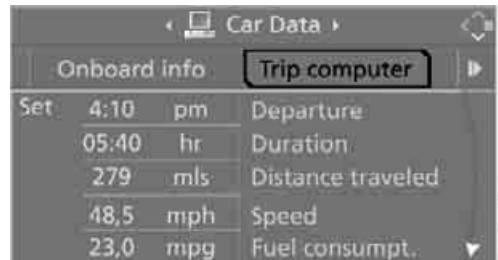 Car Data
Onboard info Trip computer
Set 4:10 pm Departure
05:40 hr Duration
279 mls Distance traveled
48,5 mph Speed
23,0 mpg Fuel consumpt.